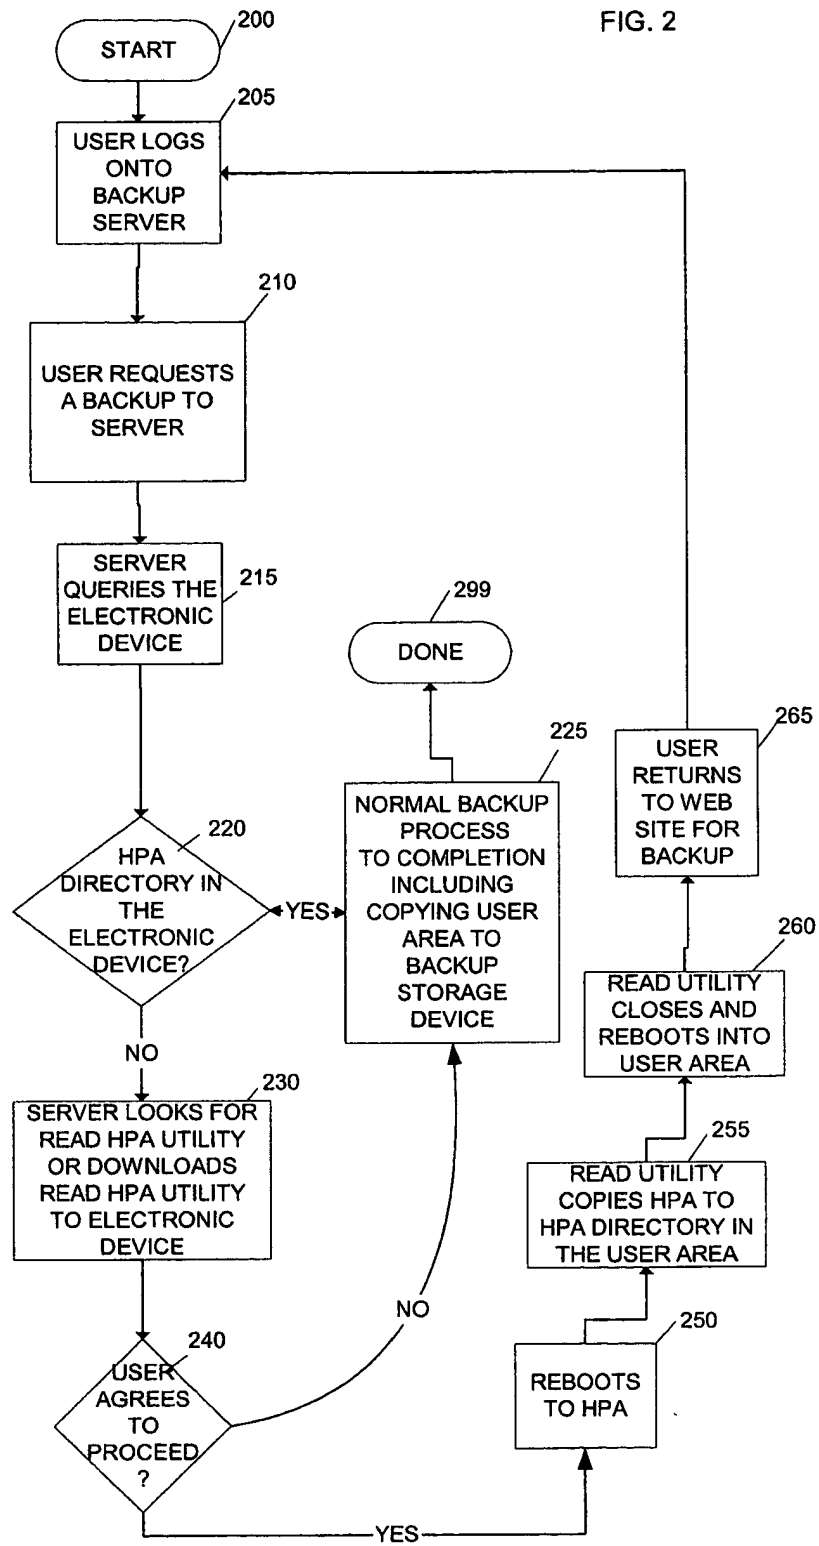 FIG. 2
200
START
205
USER LOGS
ONTO
BACKUP
SERVER
210
USER REQUESTS
A BACKUP TO
SERVER
215
SERVER
QUERIES THE
ELECTRONIC
DEVICE
220
HPA
DIRECTORY IN
THE
ELECTRONIC
DEVICE?
YES
NO
299
DONE
225
NORMAL BACKUP
PROCESS
TO COMPLETION
INCLUDING
COPYING USER
AREA TO
BACKUP
STORAGE
DEVICE
230
SERVER LOOKS FOR
READ HPA UTILITY
OR DOWNLOADS
READ HPA UTILITY
TO ELECTRONIC
DEVICE
240
USER
AGREES
TO
PROCEED
?
NO
YES
250
REBOOTS
TO HPA
255
READ UTILITY
COPIES HPA TO
HPA DIRECTORY IN
THE USER AREA
260
READ UTILITY
CLOSES AND
REBOOTS INTO
USER AREA
265
USER
RETURNS
TO WEB
SITE FOR
BACKUP